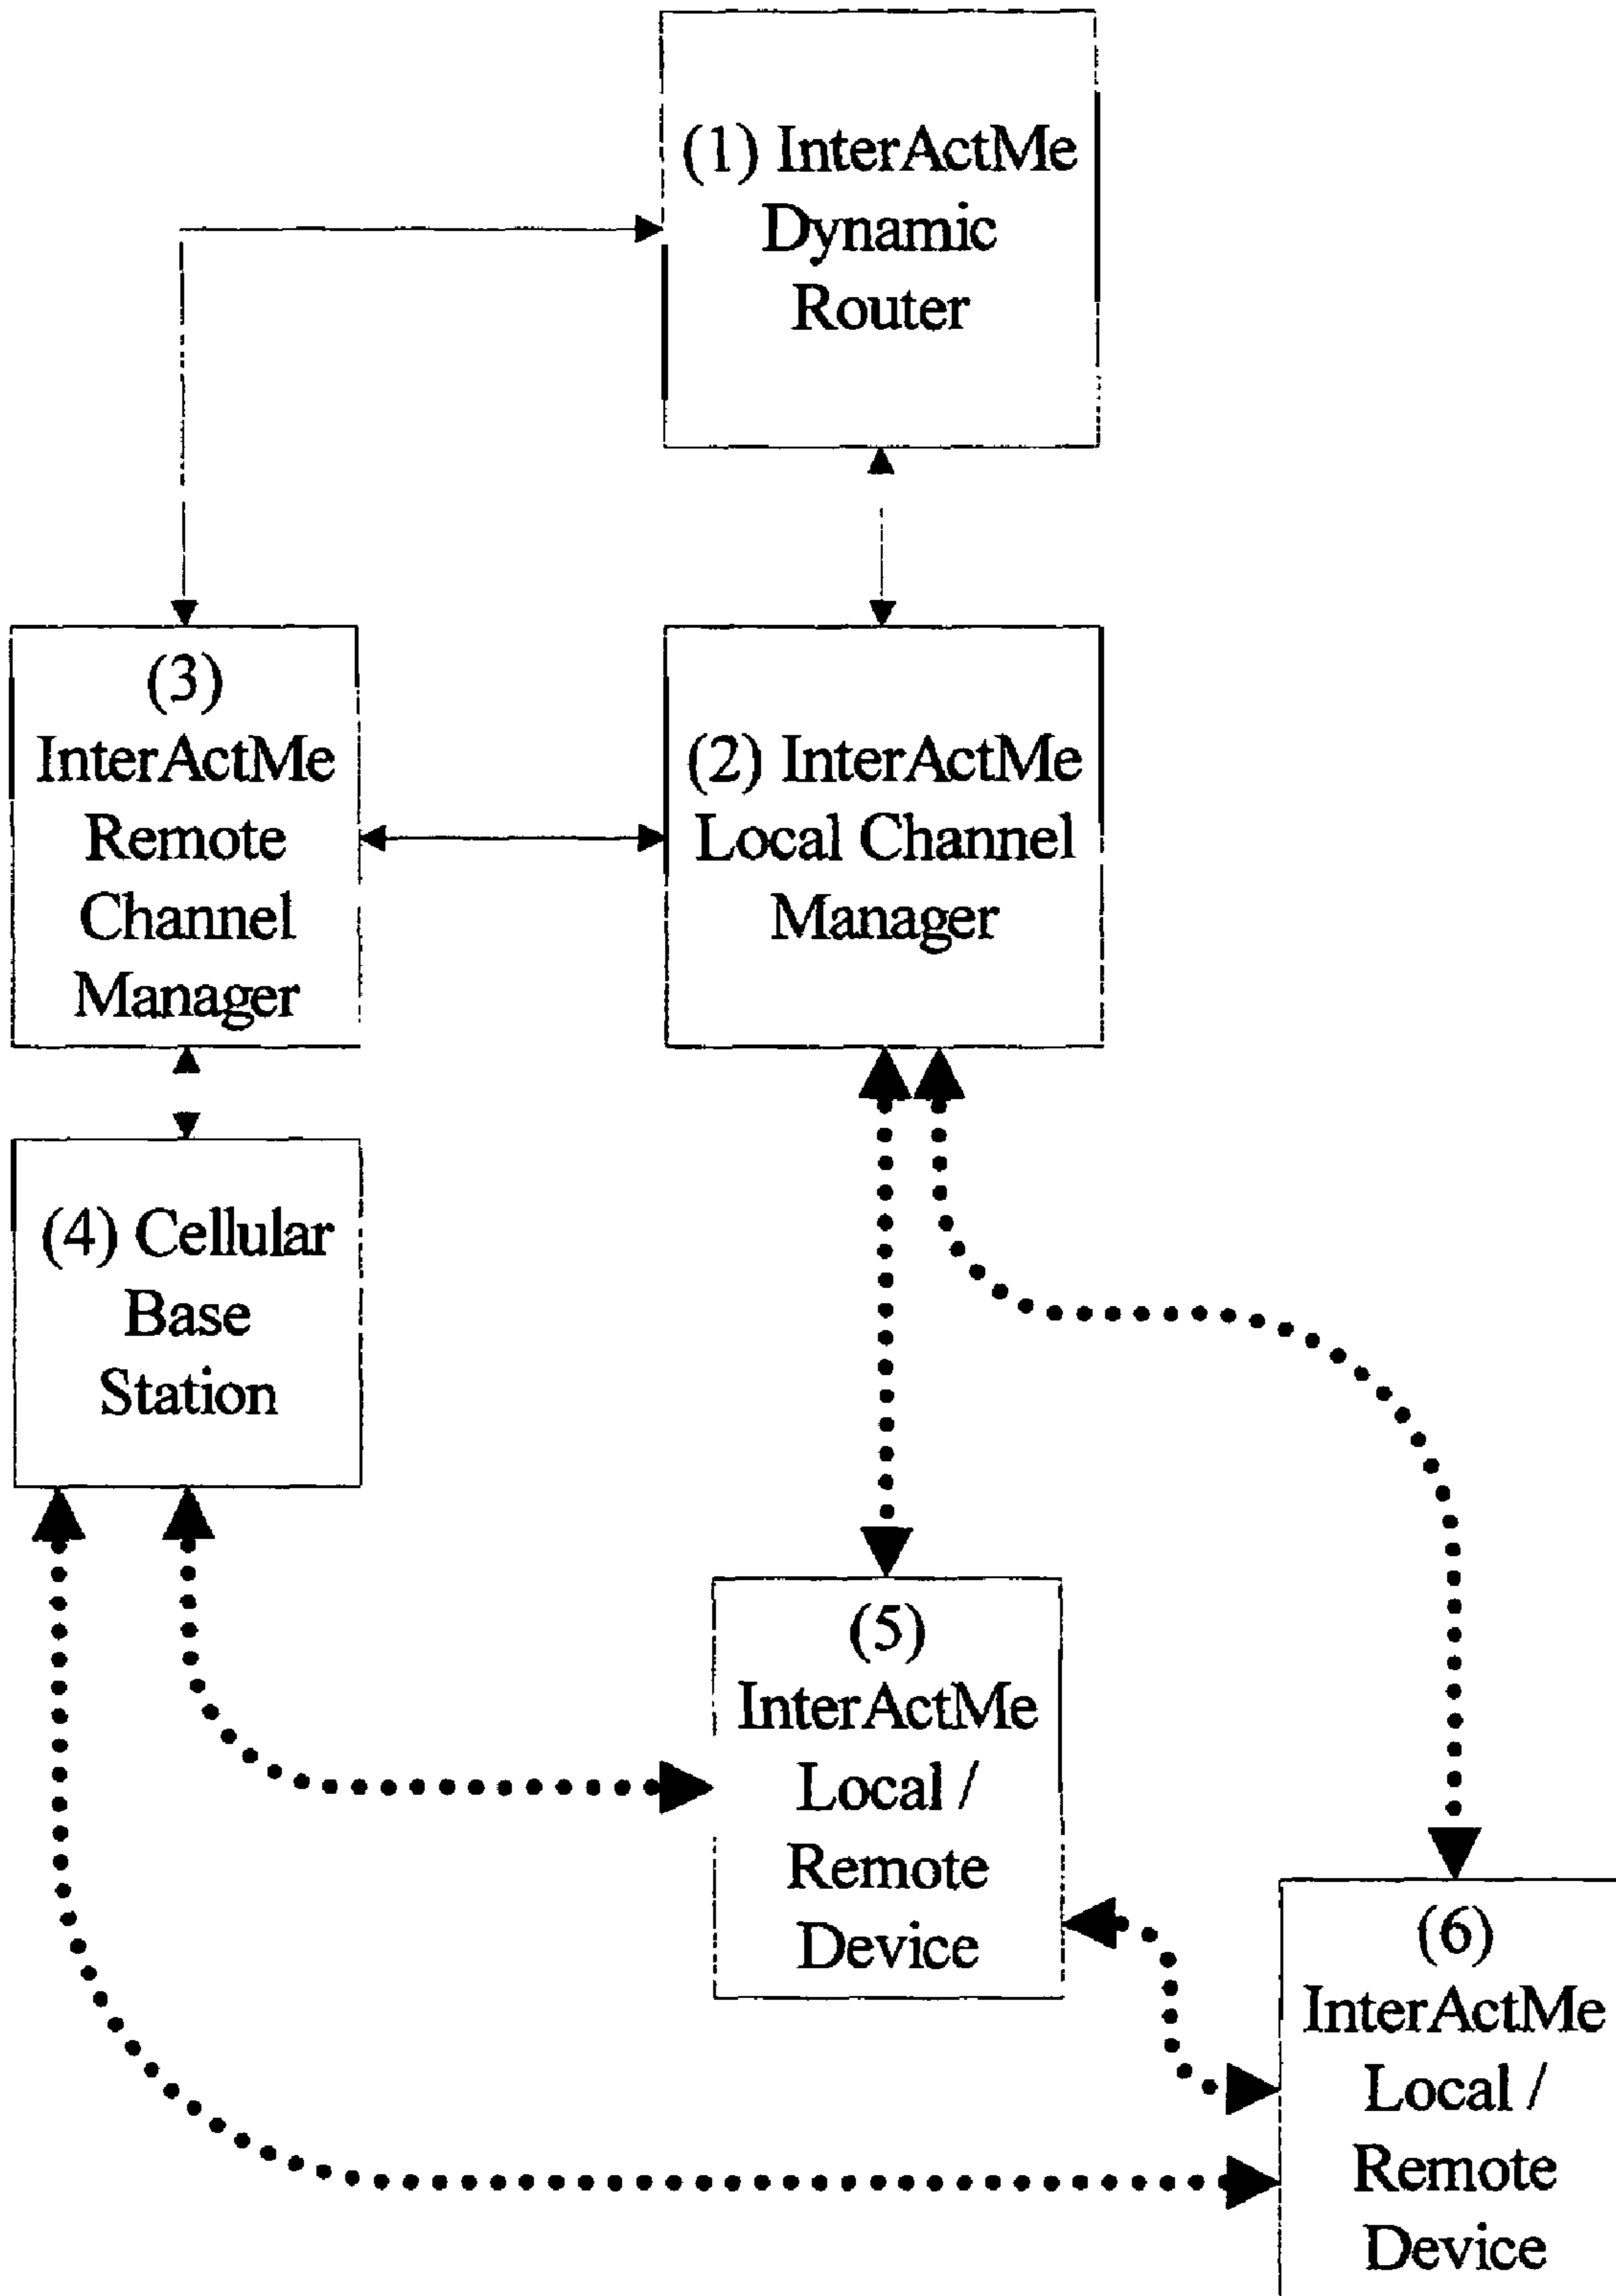 (1) InterActMe
Dynamic
Router
(3)
InterActMe
Remote
Channel
Manager
(2) InterActMe
Local Channel
Manager
(4) Cellular
Base
Station
(5)
InterActMe
Local /
Remote
Device
(6)
InterActMe
Local /
Remote
Device